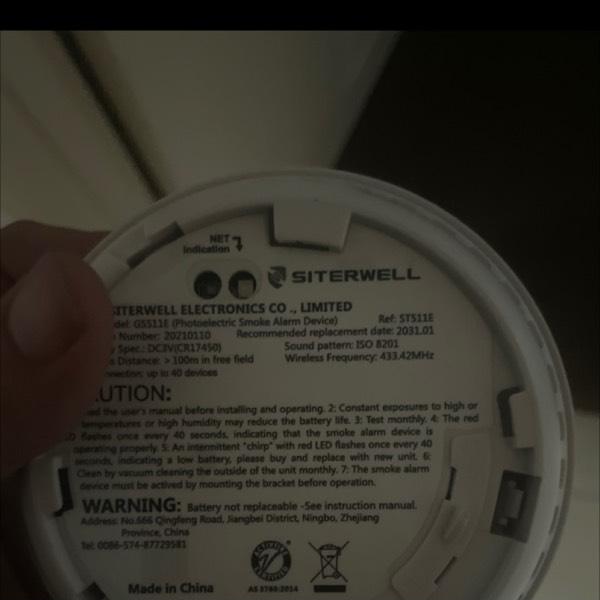 NET
Indication
SITERWELL
SITERWELL ELECTRONICS CO ., LIMITED
GS511E (Photoelectric Smoke Alarm Device) Ref: ST511E
Number: 20210110 Recommended replacement date: 2031.01
Spec.: DC3V(CR17450) Sound pattern: ISO 8201
Distance: > 100m in free field Wireless Frequency: 433.42MHz
up to 40 devices
the user's manual before installing and operating. 2: Constant exposures to high or
or high humidity may reduce the battery life. 3: Test monthly. 4: The red
flashes once every 40 seconds, indicating that the smoke alarm device is
operating properly. 5: An intermittent "chirp" with red LED flashes once every 40
seconds, indicating a low battery, please buy and replace with new unit. 6:
Clean by vacuum cleaning the outside of the unit monthly. 7: The smoke alarm
device must be actived by mounting the bracket before operation.
WARNING: Battery not replaceable -See instruction manual.
Address: No.666 Qingfeng Road, Jiangbei District, Ningbo, Zhejiang
Province, China
Tel: 0086-574-87729581
Made in China
AS 3786:2014